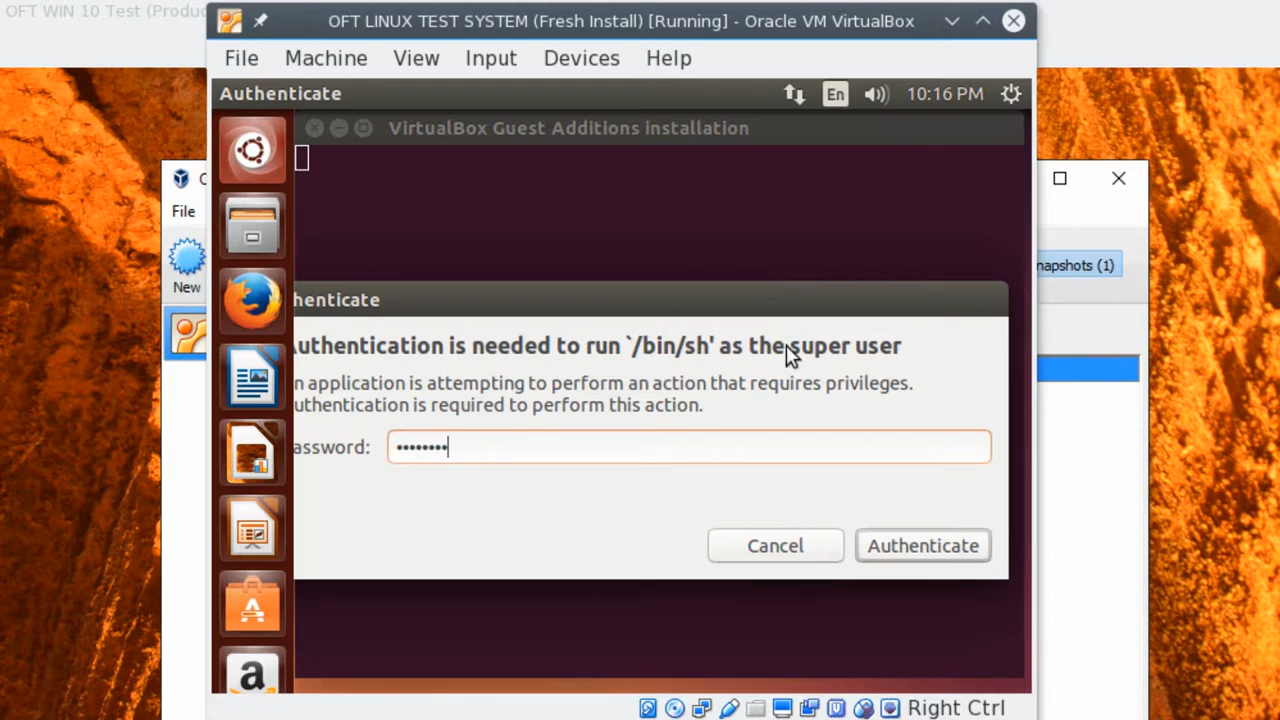 OFT WIN 10 Test (Produc
OFT LINUX TEST SYSTEM (Fresh Install) [Running] - Oracle VM VirtualBox
File Machine View Input Devices Help
Authenticate En 10:16 PM
VirtualBox Guest Additions installation
File
New
napshots (1)
henticate
uthentication is needed to run `/bin/sh' as the super user
n application is attempting to perform an action that requires privileges.
uthentication is required to perform this action.
assword: ••••••••
Cancel Authenticate
Right Ctrl